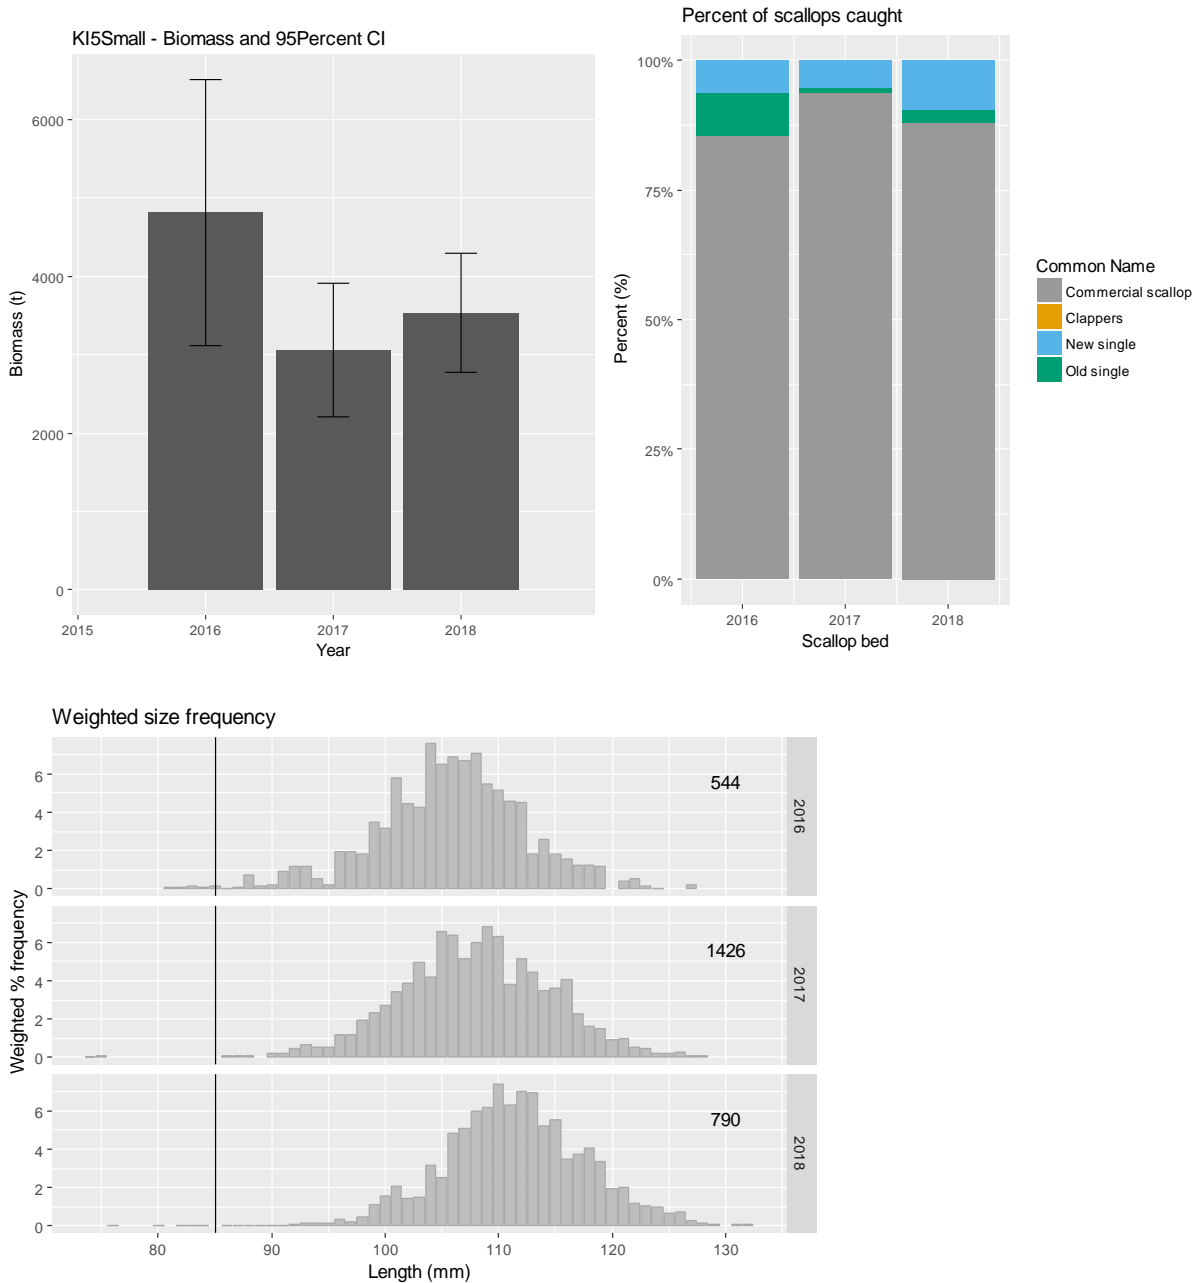 KI5Small - Biomass and 95Percent CI
6000
4000
2000
0
Biomass (t)
2015 2016 2017 2018
Year
Percent of scallops caught
100%
75%
50%
25%
0%
Percent (%)
2016 2017 2018
Scallop bed
Common Name
Commercial scallop
Clappers
New single
Old single
Weighted size frequency
Weighted % frequency
6
4
2
0
544
2016
6
4
2
0
1426
2017
6
4
2
0
790
2018
80 90 100 110 120 130
Length (mm)